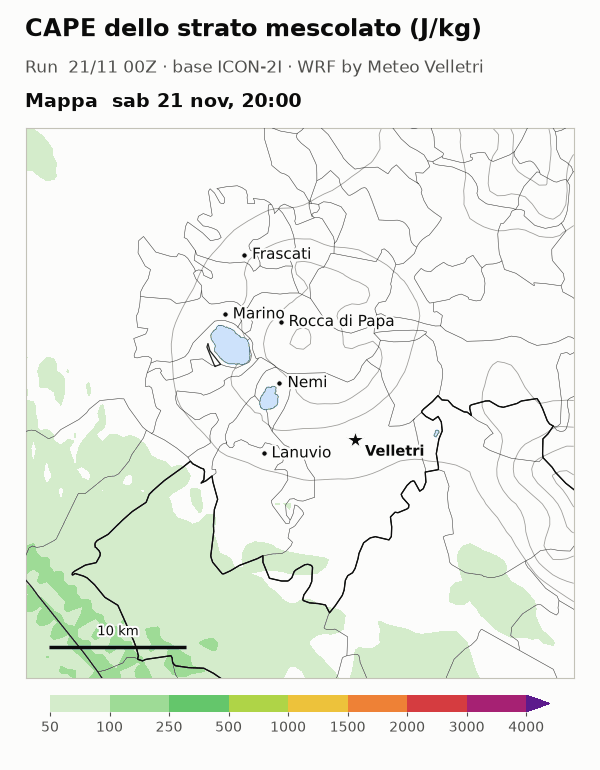 CAPE dello strato mescolato (J/kg)
Run  21/11 00Z · base ICON-2I · WRF by Meteo Velletri
Mappa  sab 21 nov, 20:00
Frascati
Marino
Rocca di Papa
Nemi
Velletri
Lanuvio
10 km
50 100 250 500 1000 1500 2000 3000 4000